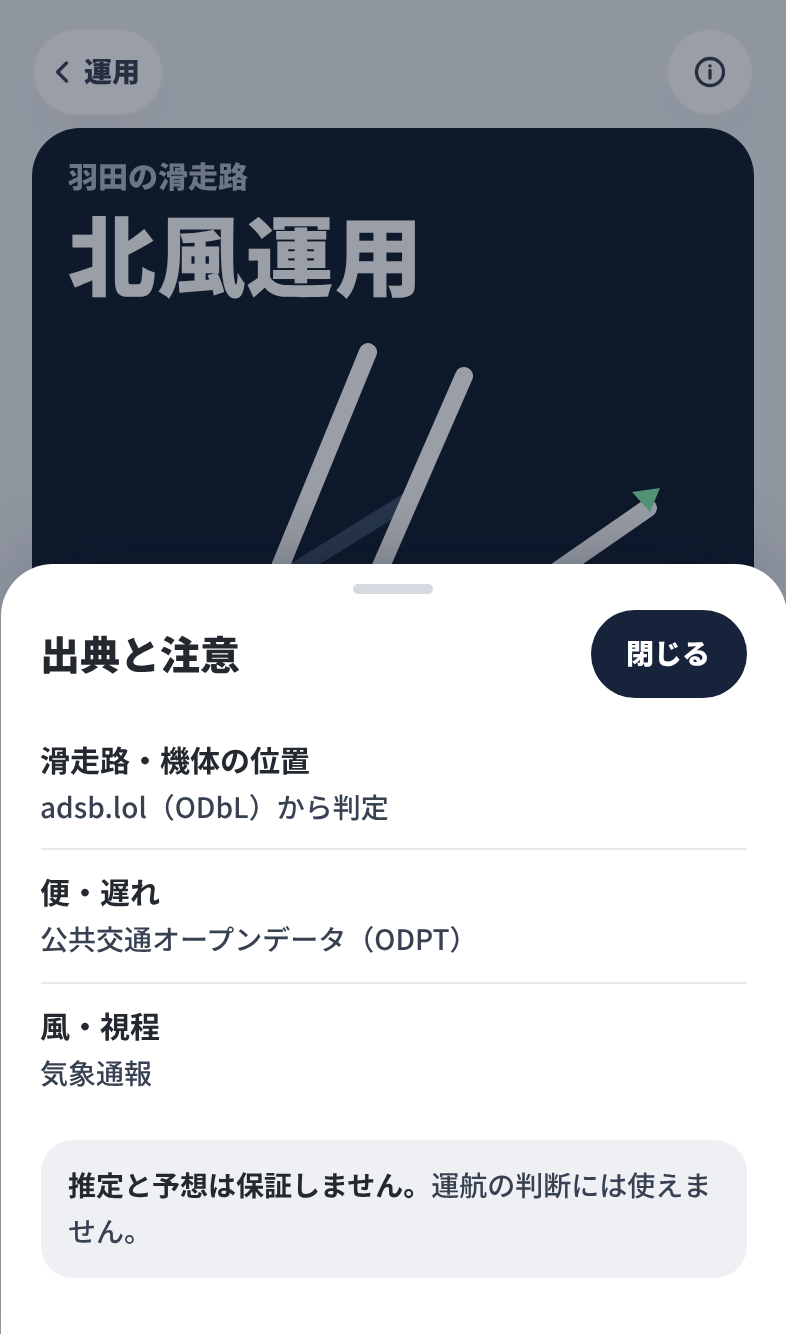 運用
羽田の滑走路
北風運用
出典と注意
閉じる
滑走路・機体の位置
adsb.lol（ODbL）から判定
便・遅れ
公共交通オープンデータ（ODPT）
風・視程
気象通報
推定と予想は保証しません。運航の判断には使えま
せん。